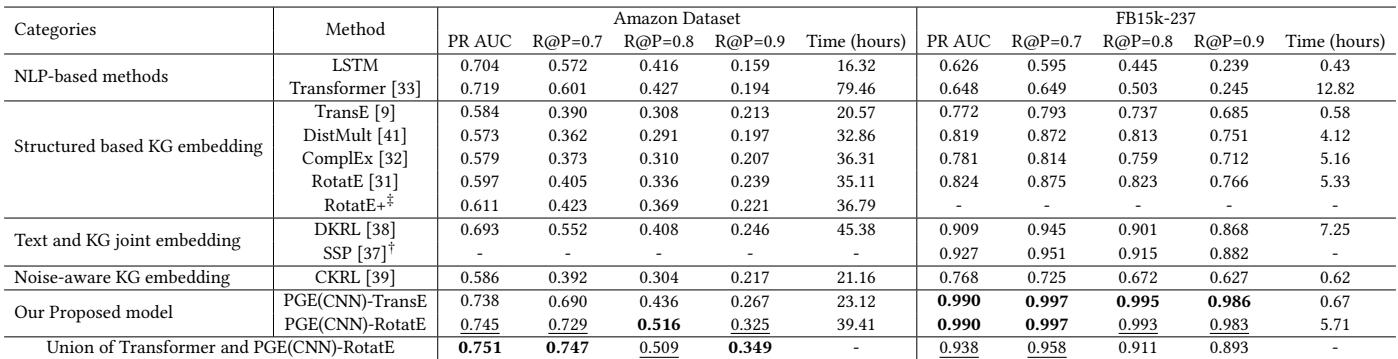 Categories Method Amazon Dataset FB15k-237
PR AUC R@P=0.7 R@P=0.8 R@P=0.9 Time (hours) PR AUC R@P=0.7 R@P=0.8 R@P=0.9 Time (hours)
NLP-based methods LSTM 0.704 0.572 0.416 0.159 16.32 0.626 0.595 0.445 0.239 0.43
Transformer [33] 0.719 0.601 0.427 0.194 79.46 0.648 0.649 0.503 0.245 12.82
Structured based KG embedding TransE [9] 0.584 0.390 0.308 0.213 20.57 0.772 0.793 0.737 0.685 0.58
DistMult [41] 0.573 0.362 0.291 0.197 32.86 0.819 0.872 0.813 0.751 4.12
ComplEx [32] 0.579 0.373 0.310 0.207 36.31 0.781 0.814 0.759 0.712 5.16
RotatE [31] 0.597 0.405 0.336 0.239 35.11 0.824 0.875 0.823 0.766 5.33
RotatE+‡ 0.611 0.423 0.369 0.221 36.79 - - - - -
Text and KG joint embedding DKRL [38] 0.693 0.552 0.408 0.246 45.38 0.909 0.945 0.901 0.868 7.25
SSP [37]† - - - - - 0.927 0.951 0.915 0.882 -
Noise-aware KG embedding CKRL [39] 0.586 0.392 0.304 0.217 21.16 0.768 0.725 0.672 0.627 0.62
Our Proposed model PGE(CNN)-TransE 0.738 0.690 0.436 0.267 23.12 0.990 0.997 0.995 0.986 0.67
PGE(CNN)-RotatE 0.745 0.729 0.516 0.325 39.41 0.990 0.997 0.993 0.983 5.71
Union of Transformer and PGE(CNN)-RotatE 0.751 0.747 0.509 0.349 - 0.938 0.958 0.911 0.893 -